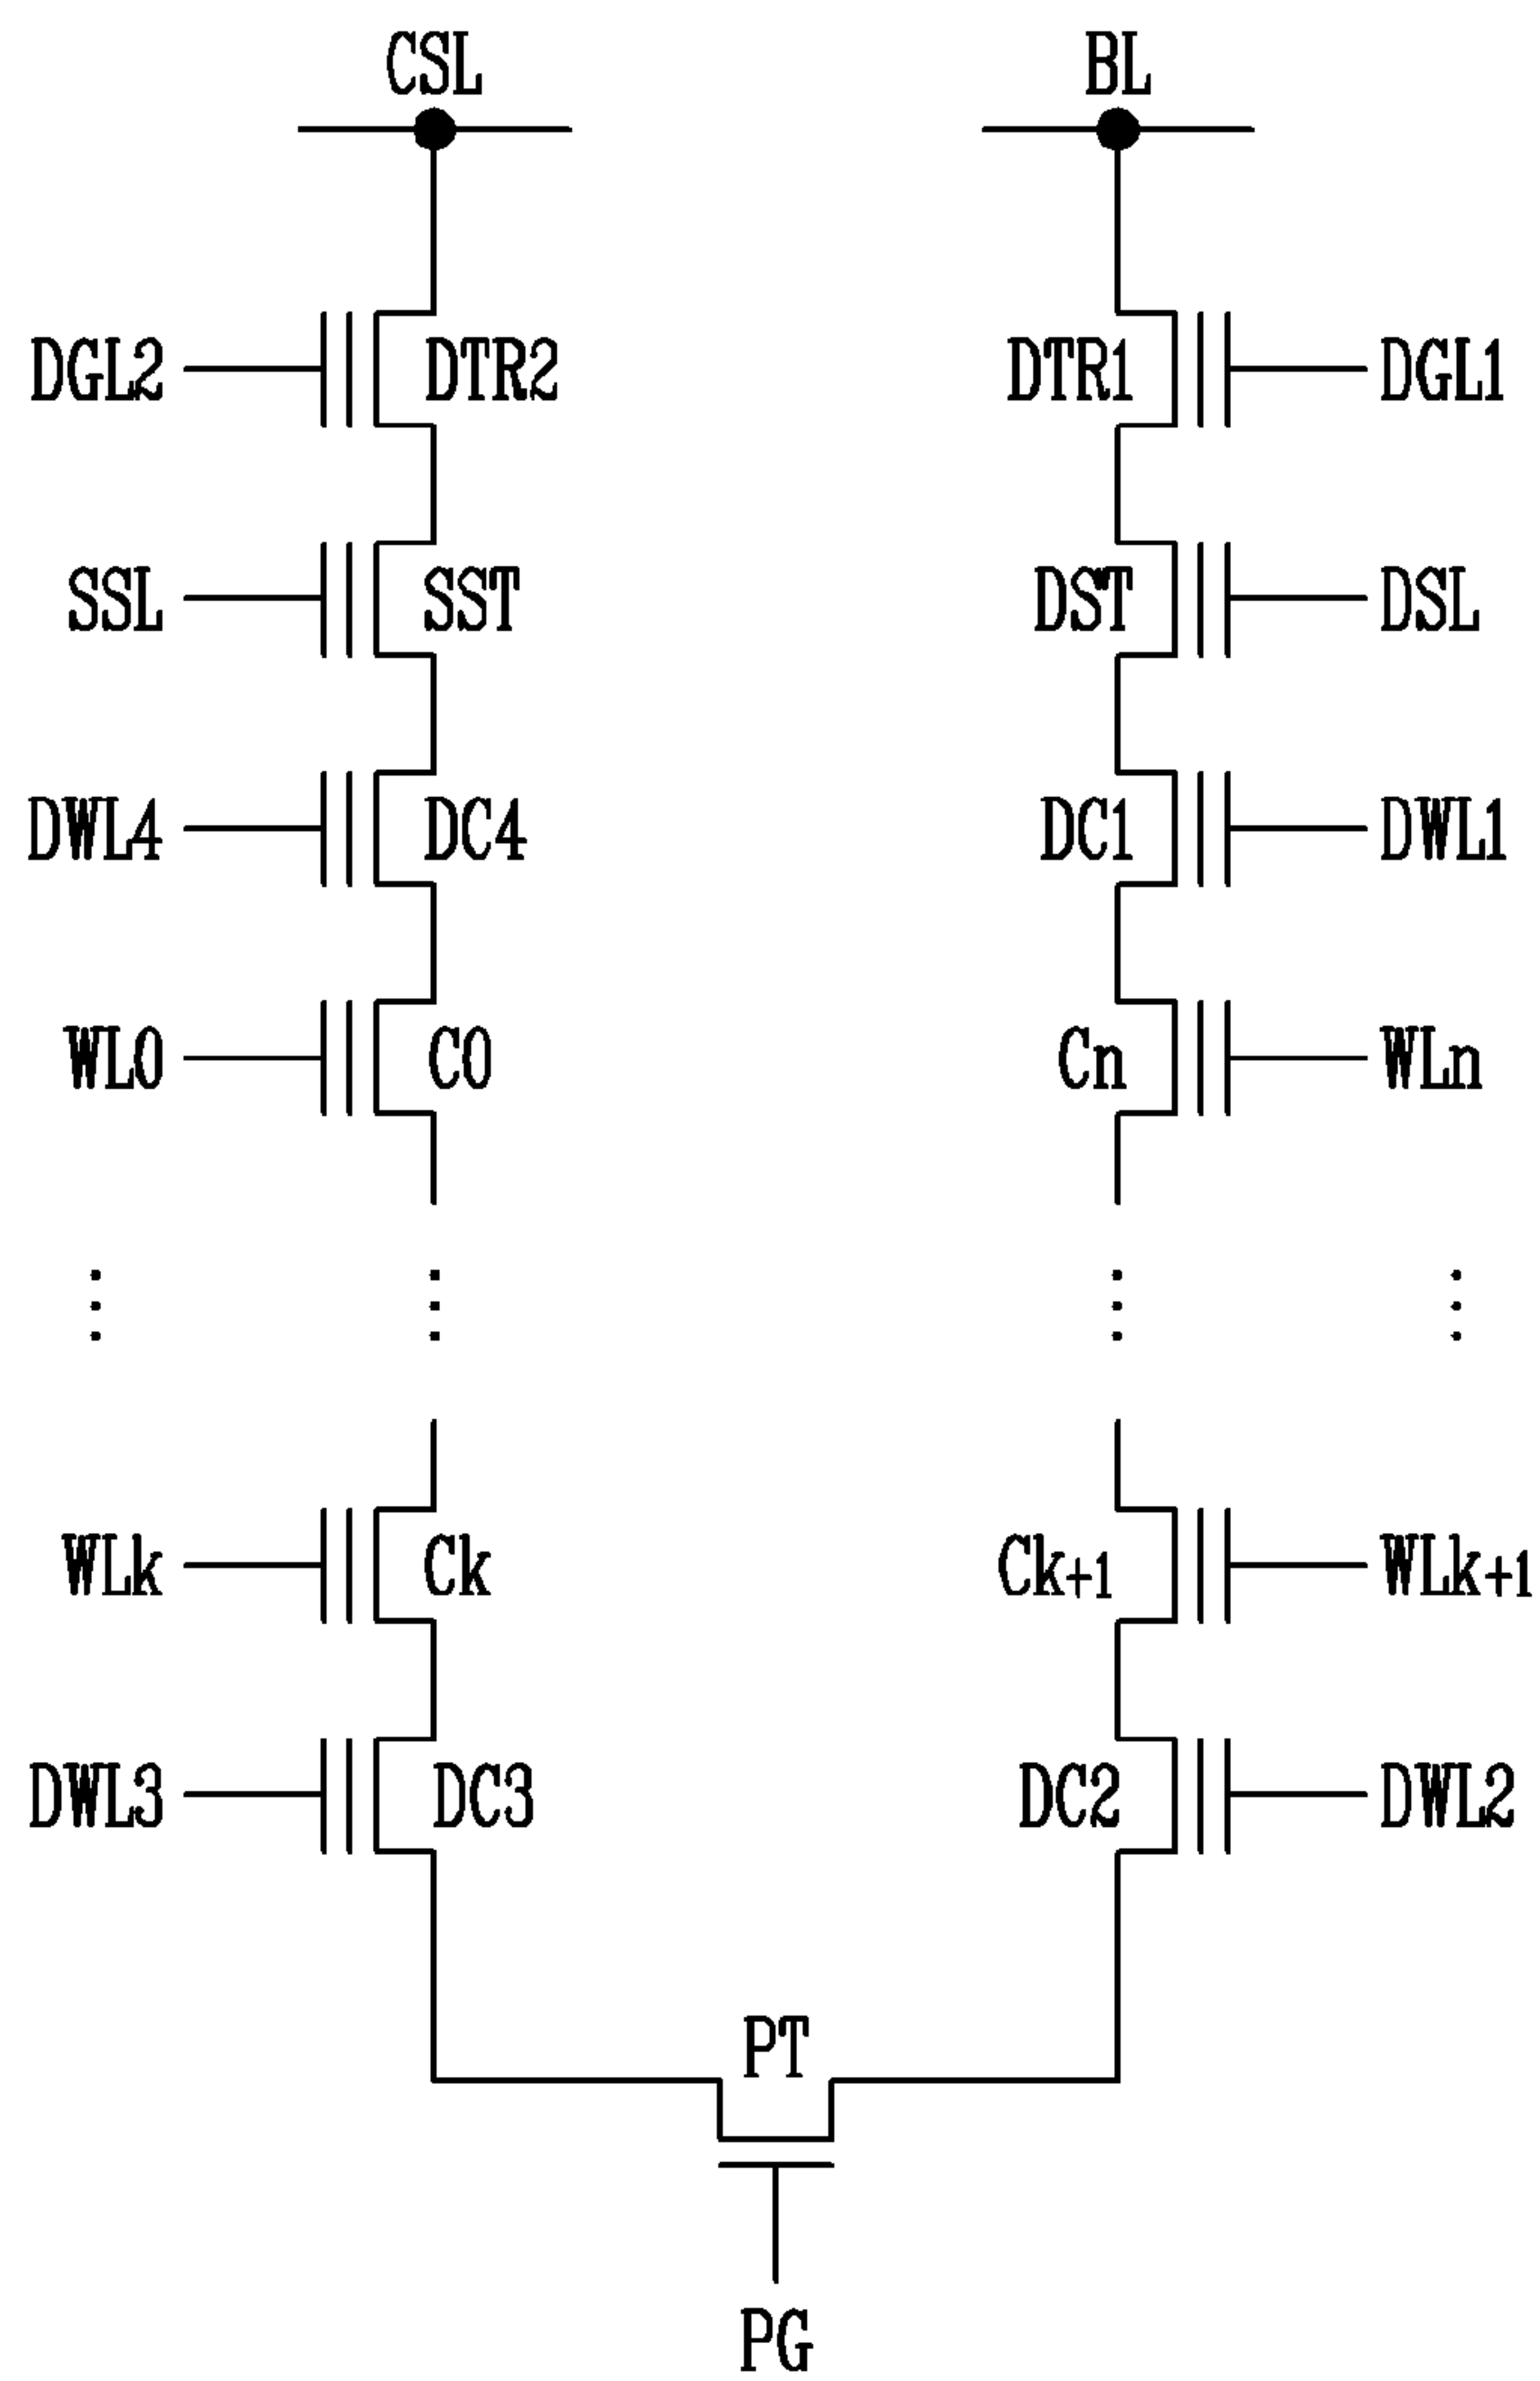 CSL BL
DGL2 DTR2 DTR1 DGL1
SSL SST DST DSL
DWL4 DC4 DC1 DWL1
WL0 C0 Cn WLn
WLk Ck Ck+1 WLk+1
DWL3 DC3 DC2 DWL2
PT
PG